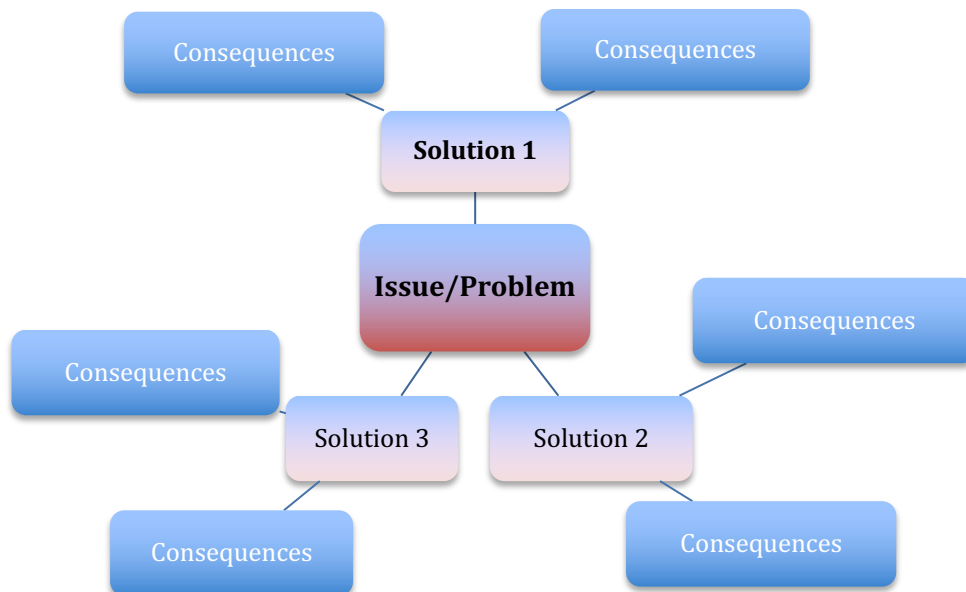 Consequences
Consequences
Solution 1
Issue/Problem
Consequences
Consequences
Solution 3
Solution 2
Consequences
Consequences